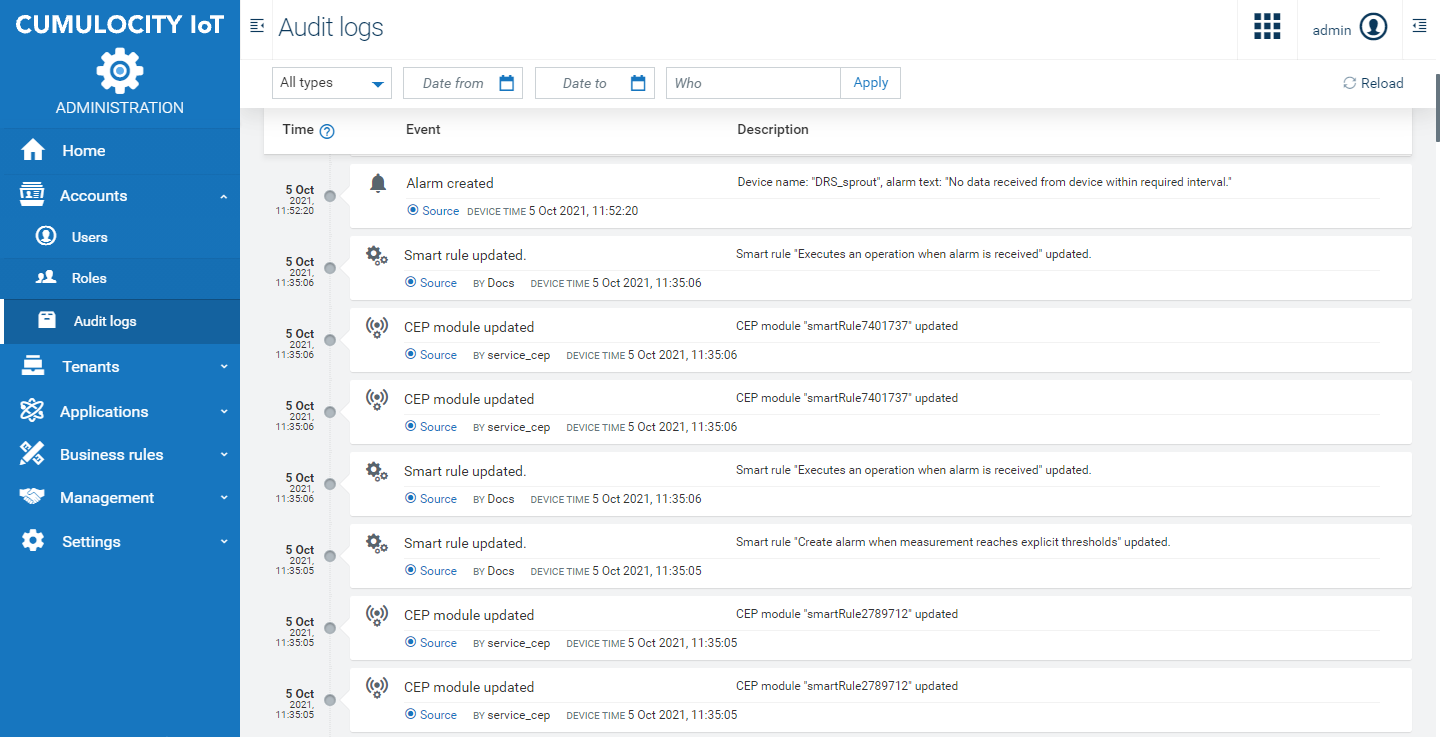 CUMULOCITY IoT
ADMINISTRATION
Home
Accounts
Users
Roles
Audit logs
Tenants
Applications
Business rules
Management
Settings
Audit logs
admin
All types
Date from
Date to
Who
Apply
Reload
Time ?
Event
Description
5 Oct
2021,
11:52:20
Alarm created
Device name: "DRS_sprout", alarm text: "No data received from device within required interval."
Source DEVICE TIME 5 Oct 2021, 11:52:20
5 Oct
2021,
11:35:06
Smart rule updated.
Smart rule "Executes an operation when alarm is received" updated.
Source BY Docs DEVICE TIME 5 Oct 2021, 11:35:06
5 Oct
2021,
11:35:06
CEP module updated
CEP module "smartRule7401737" updated
Source BY service_cep DEVICE TIME 5 Oct 2021, 11:35:06
5 Oct
2021,
11:35:06
CEP module updated
CEP module "smartRule7401737" updated
Source BY service_cep DEVICE TIME 5 Oct 2021, 11:35:06
5 Oct
2021,
11:35:06
Smart rule updated.
Smart rule "Executes an operation when alarm is received" updated.
Source BY Docs DEVICE TIME 5 Oct 2021, 11:35:06
5 Oct
2021,
11:35:05
Smart rule updated.
Smart rule "Create alarm when measurement reaches explicit thresholds" updated.
Source BY Docs DEVICE TIME 5 Oct 2021, 11:35:05
5 Oct
2021,
11:35:05
CEP module updated
CEP module "smartRule2789712" updated
Source BY service_cep DEVICE TIME 5 Oct 2021, 11:35:05
5 Oct
2021,
11:35:05
CEP module updated
CEP module "smartRule2789712" updated
Source BY service_cep DEVICE TIME 5 Oct 2021, 11:35:05